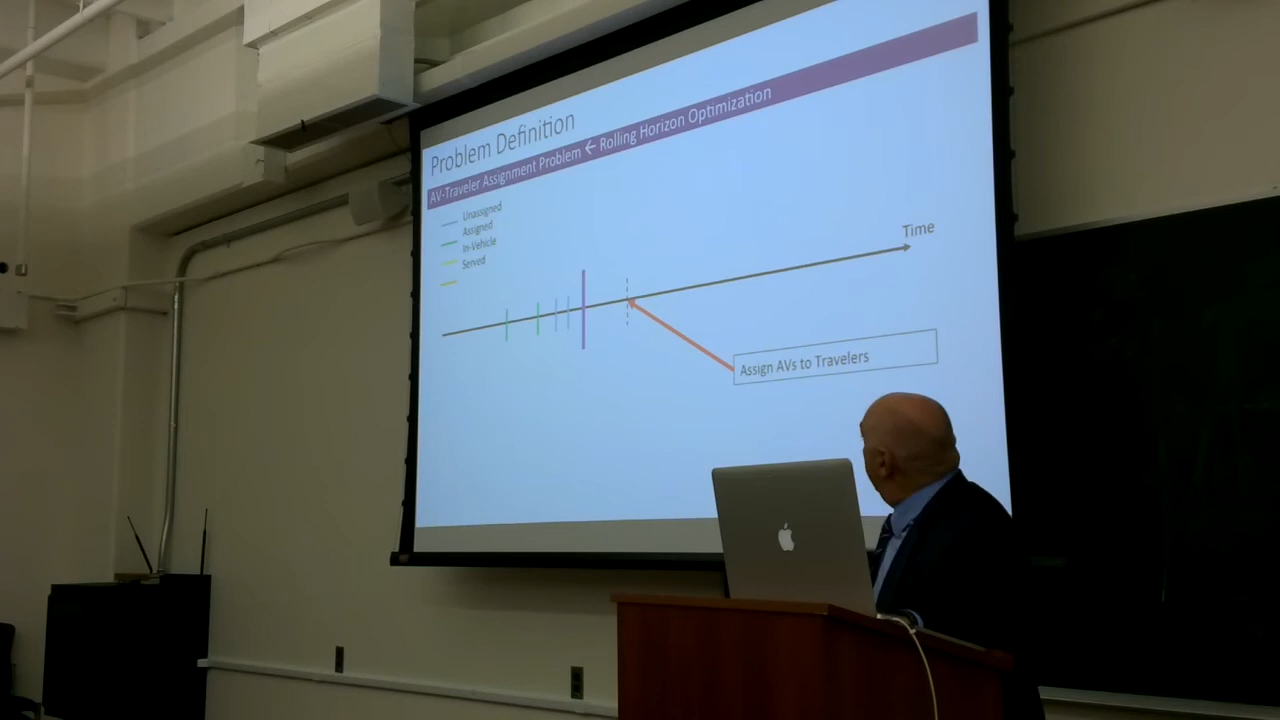 Problem Definition
AV-Traveler Assignment Problem ← Rolling Horizon Optimization
Unassigned
Assigned
In-Vehicle
Served
Time
Assign AVs to Travelers